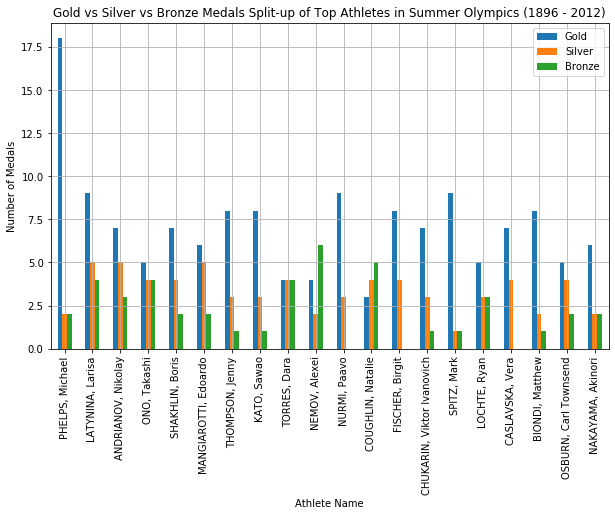 Gold vs Silver vs Bronze Medals Split-up of Top Athletes in Summer Olympics (1896 - 2012)
Gold
Silver
Bronze
Number of Medals
17.5
15.0
12.5
10.0
7.5
5.0
2.5
0.0
PHELPS, Michael
LATYNINA, Larisa
ANDRIANOV, Nikolay
ONO, Takashi
SHAKHLIN, Boris
MANGIAROTTI, Edoardo
THOMPSON, Jenny
KATO, Sawao
TORRES, Dara
NEMOV, Alexei
NURMI, Paavo
COUGHLIN, Natalie
FISCHER, Birgit
CHUKARIN, Viktor Ivanovich
SPITZ, Mark
LOCHTE, Ryan
CASLAVSKA, Vera
BIONDI, Matthew
OSBURN, Carl Townsend
NAKAYAMA, Akinori
Athlete Name